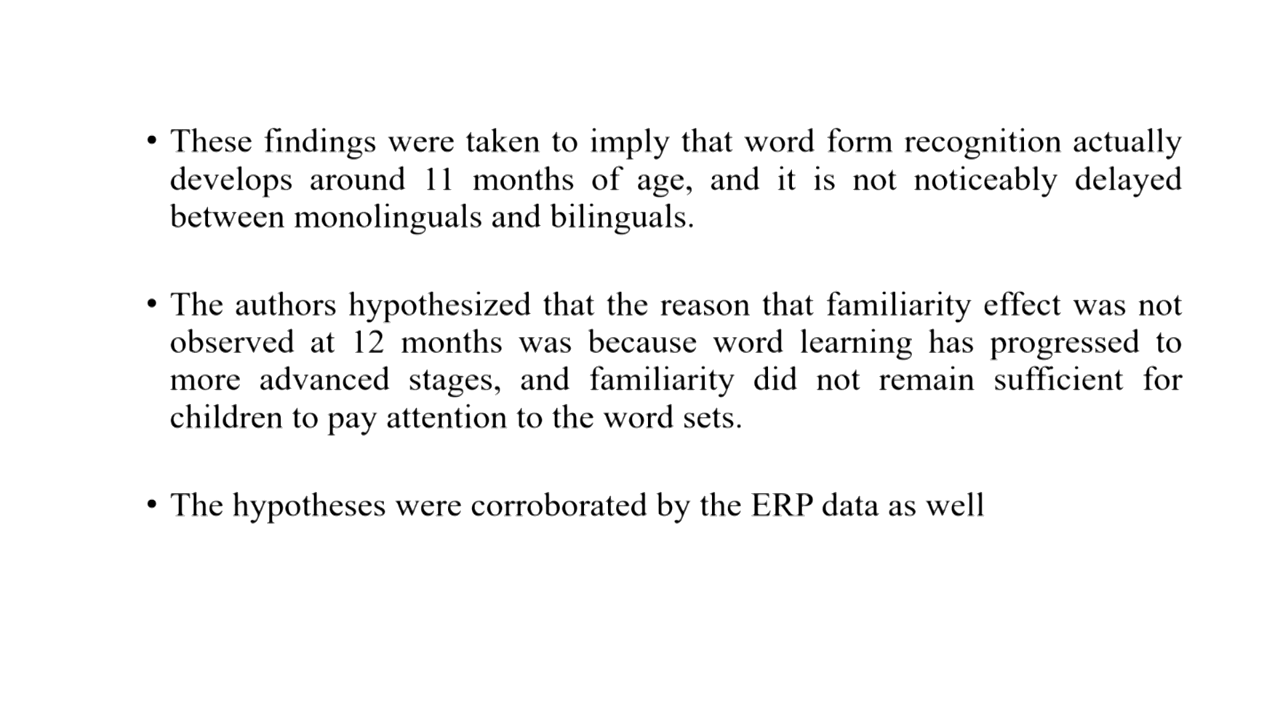 • These findings were taken to imply that word form recognition actually
develops around 11 months of age, and it is not noticeably delayed
between monolinguals and bilinguals.
• The authors hypothesized that the reason that familiarity effect was not
observed at 12 months was because word learning has progressed to
more advanced stages, and familiarity did not remain sufficient for
children to pay attention to the word sets.
• The hypotheses were corroborated by the ERP data as well